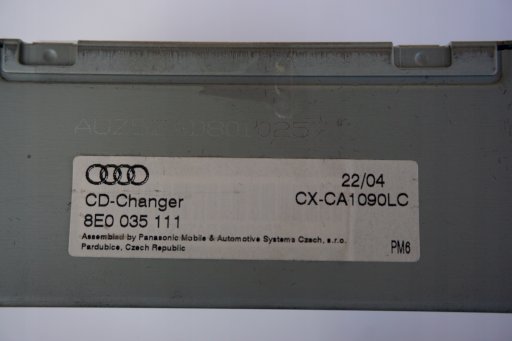 22/04
CD-Changer CX-CA1090LC
8E0 035 111
Assembled by Panasonic Mobile & Automotive Systems Czech, s.r.o.
Pardubice, Czech Republic PM6